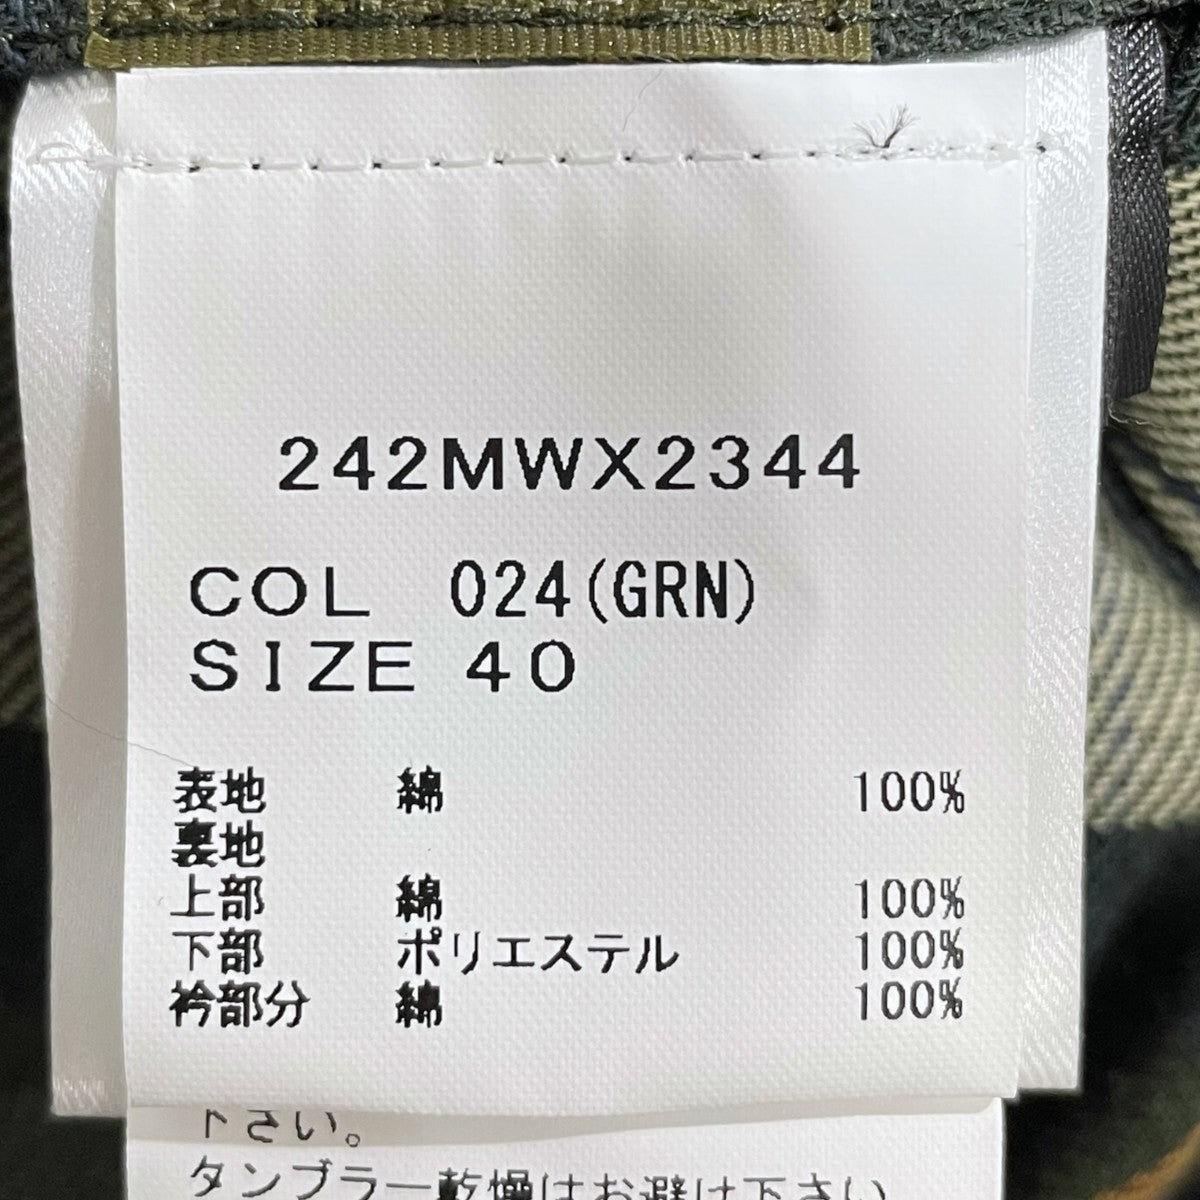 242MWX2344
COL 024(GRN)
SIZE 40
表地 綿 100%
裏地
上部 綿 100%
下部 ポリエステル 100%
衿部分 綿 100%
下さい。
タンブラー乾燥はお避け下さい